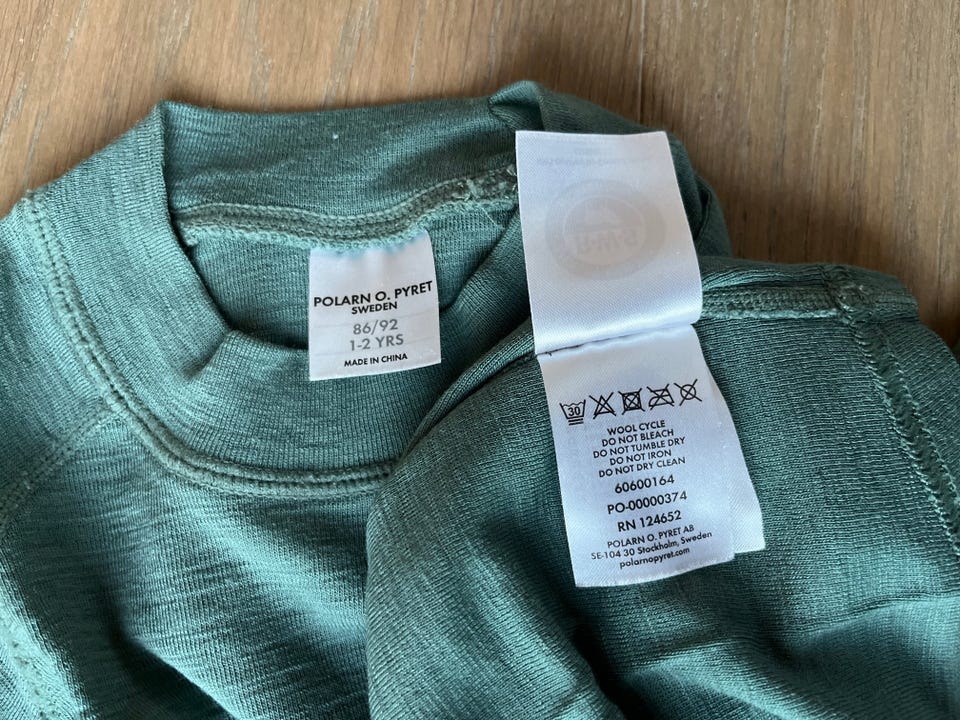 POLARN O. PYRET
SWEDEN
86/92
1-2 YRS
MADE IN CHINA
30
WOOL CYCLE
DO NOT BLEACH
DO NOT TUMBLE DRY
DO NOT IRON
DO NOT DRY CLEAN
60600164
PO-00000374
RN 124652
POLARN O. PYRET AB
SE-104 30 Stockholm, Sweden
polarnopyret.com